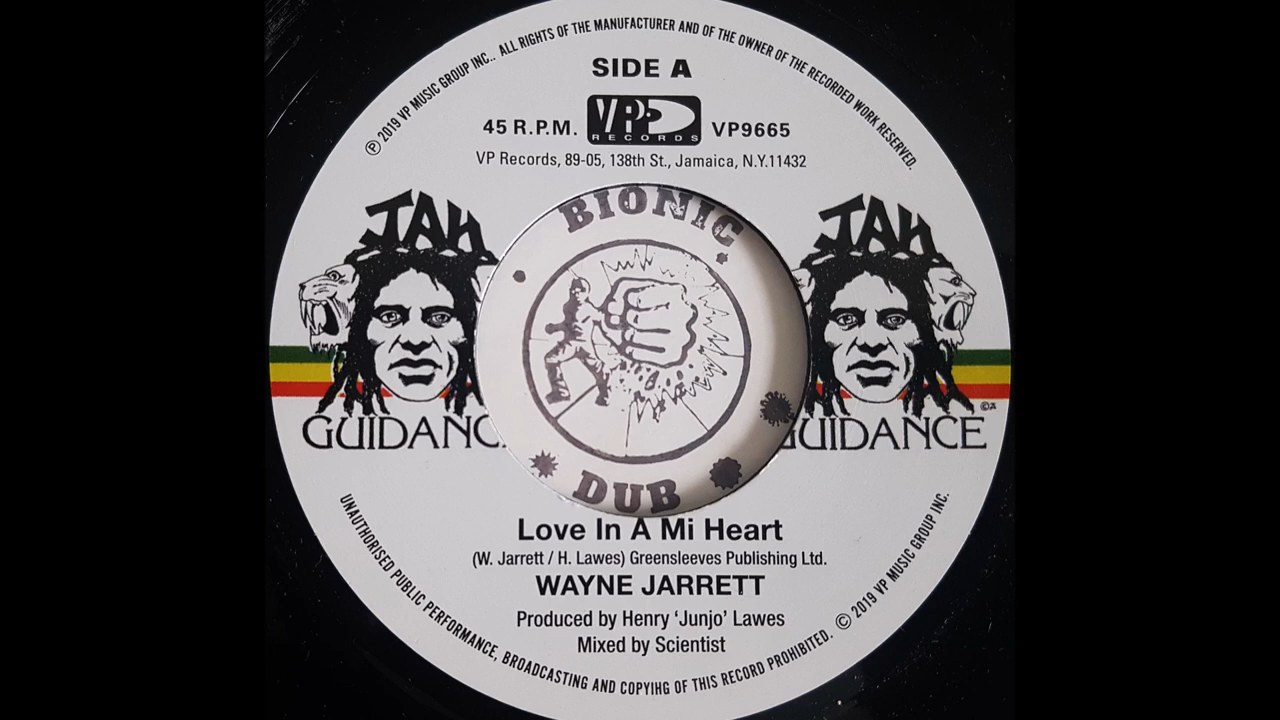 Ⓟ 2019 VP MUSIC GROUP INC.. ALL RIGHTS OF THE MANUFACTURER AND OF THE OWNER OF THE RECORDED WORK RESERVED.
SIDE A
45 R.P.M.
VP
RECORDS
VP9665
VP Records, 89-05, 138th St., Jamaica, N.Y.11432
JAH
GUIDANC
BIONIC
DUB
JAH
GUIDANCE
Love In A Mi Heart
(W. Jarrett / H. Lawes) Greensleeves Publishing Ltd.
WAYNE JARRETT
Produced by Henry ‘Junjo’ Lawes
Mixed by Scientist
UNAUTHORISED PUBLIC PERFORMANCE, BROADCASTING AND COPYIHG OF THIS RECORD PROHIBITED. © 2019 VP MUSIC GROUP INC.